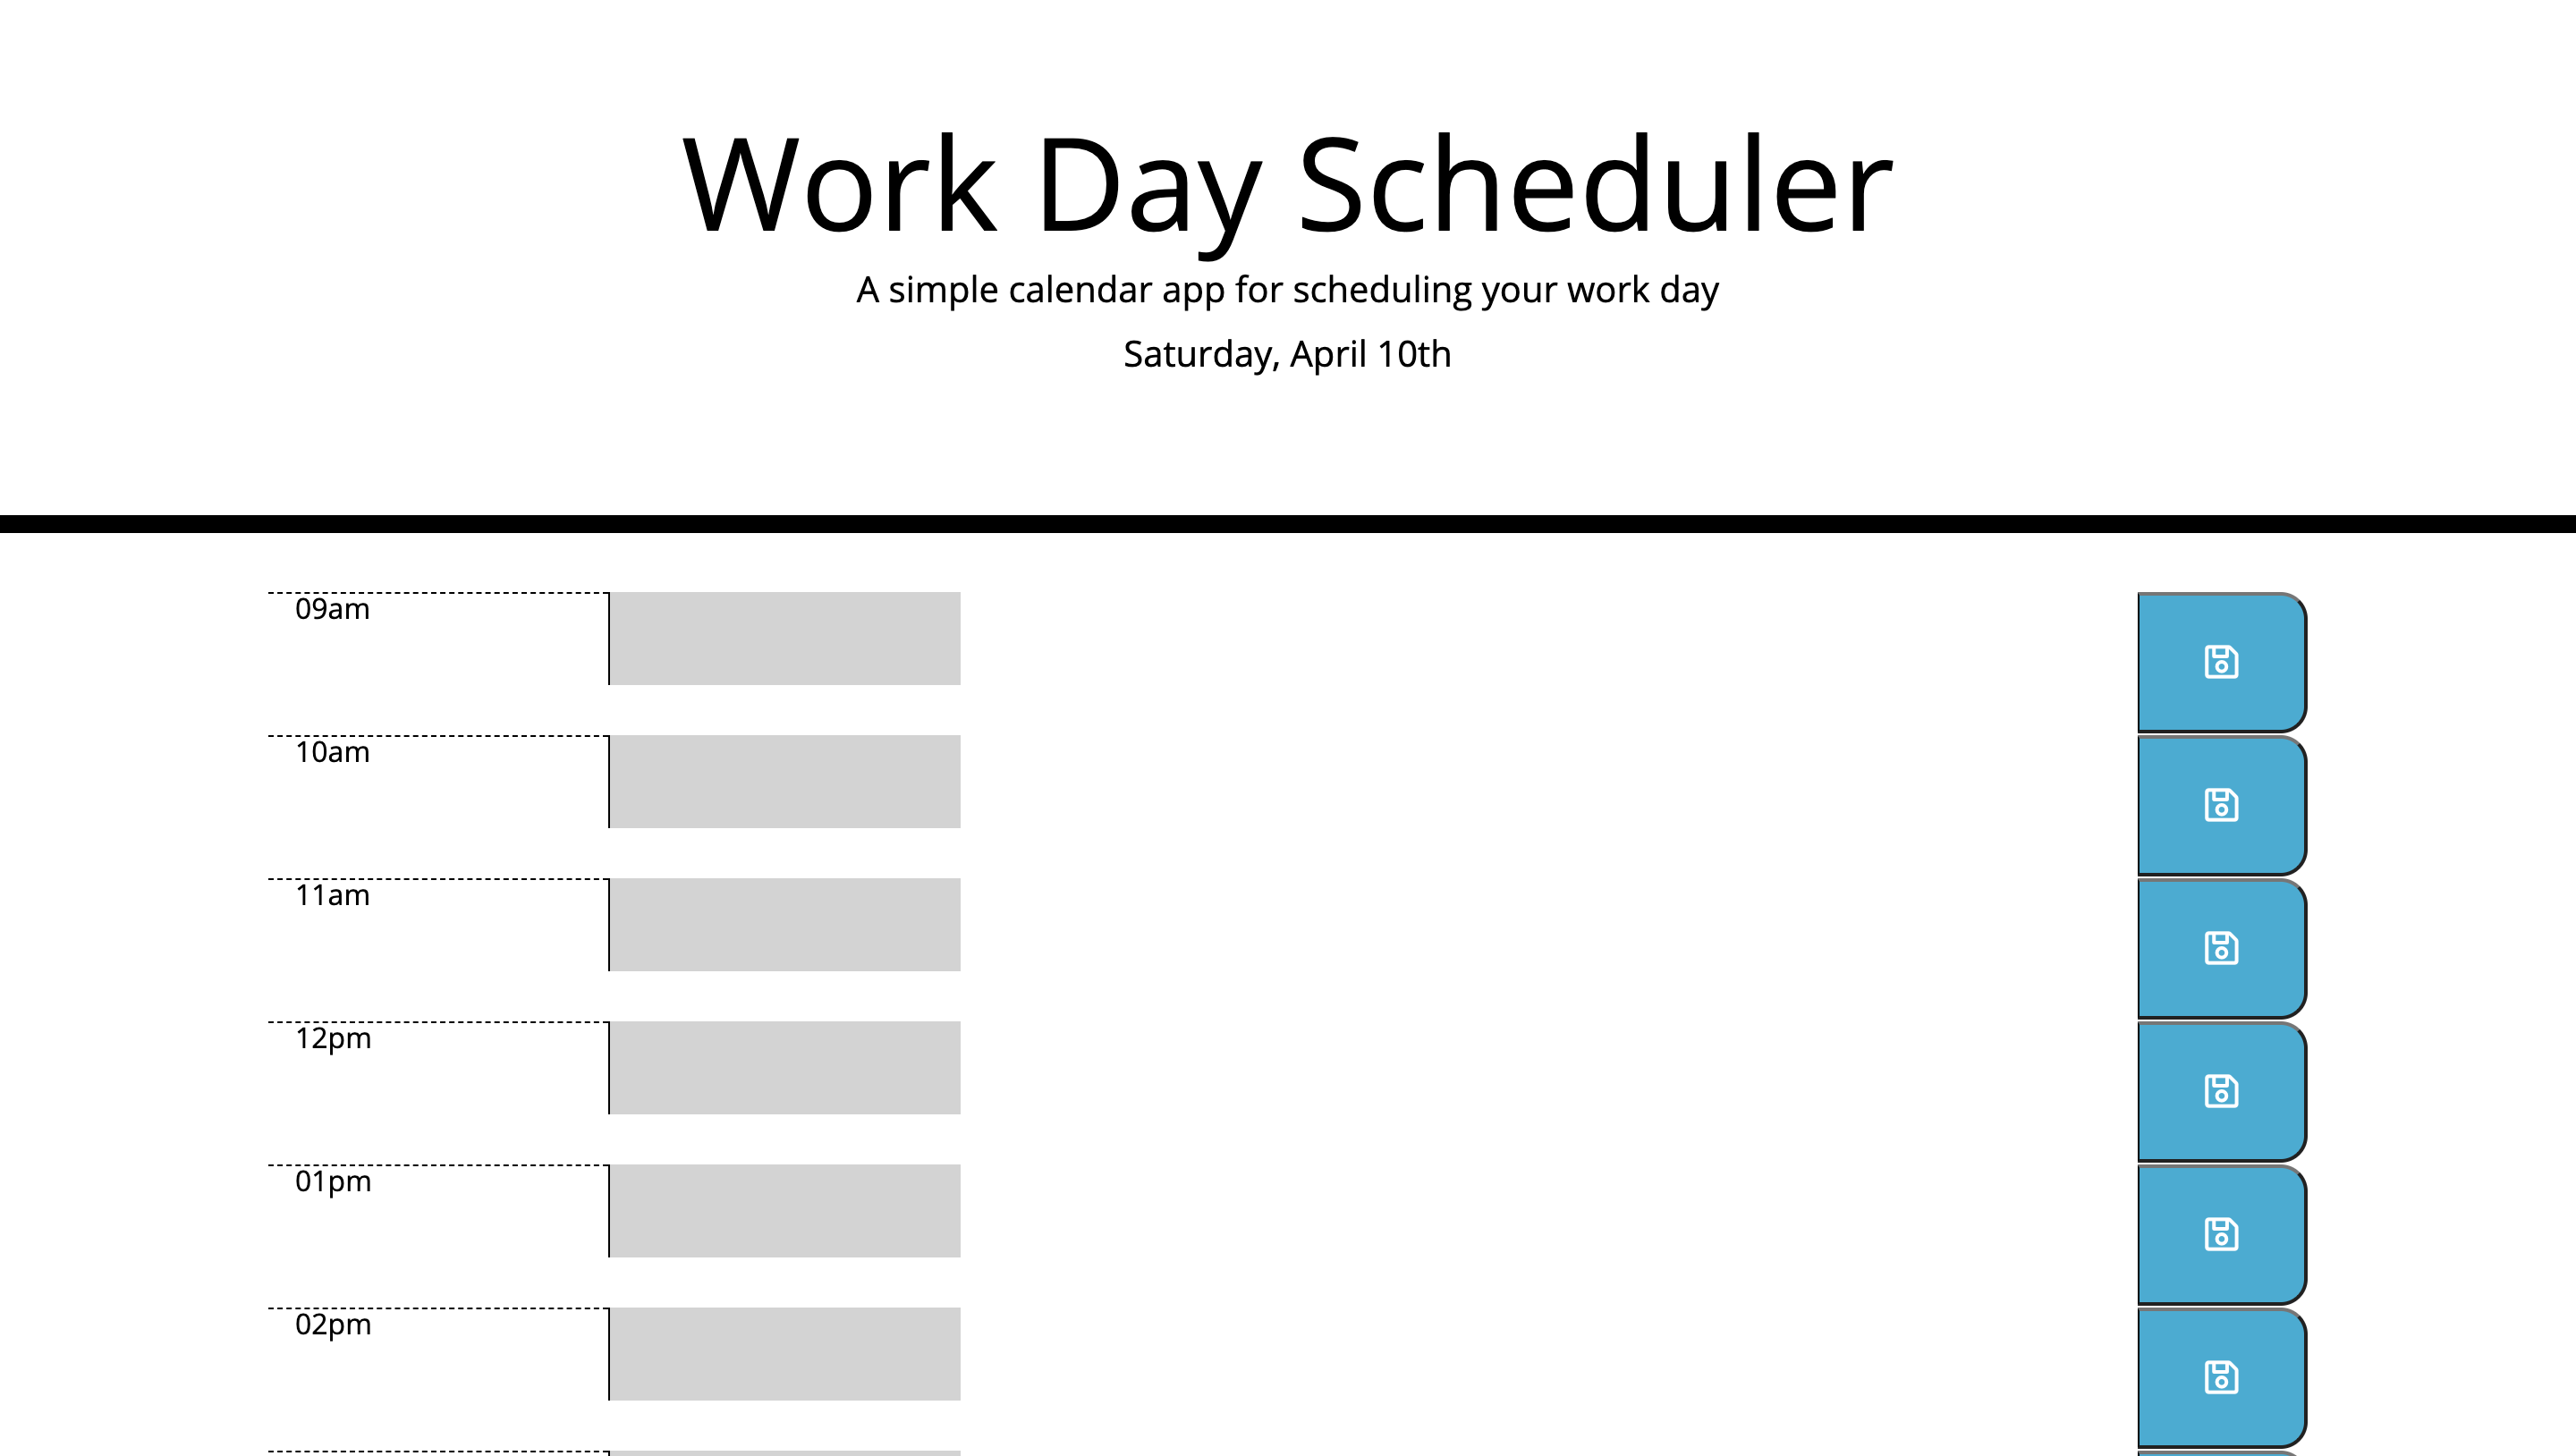 Work Day Scheduler
A simple calendar app for scheduling your work day
Saturday, April 10th
09am
10am
11am
12pm
01pm
02pm